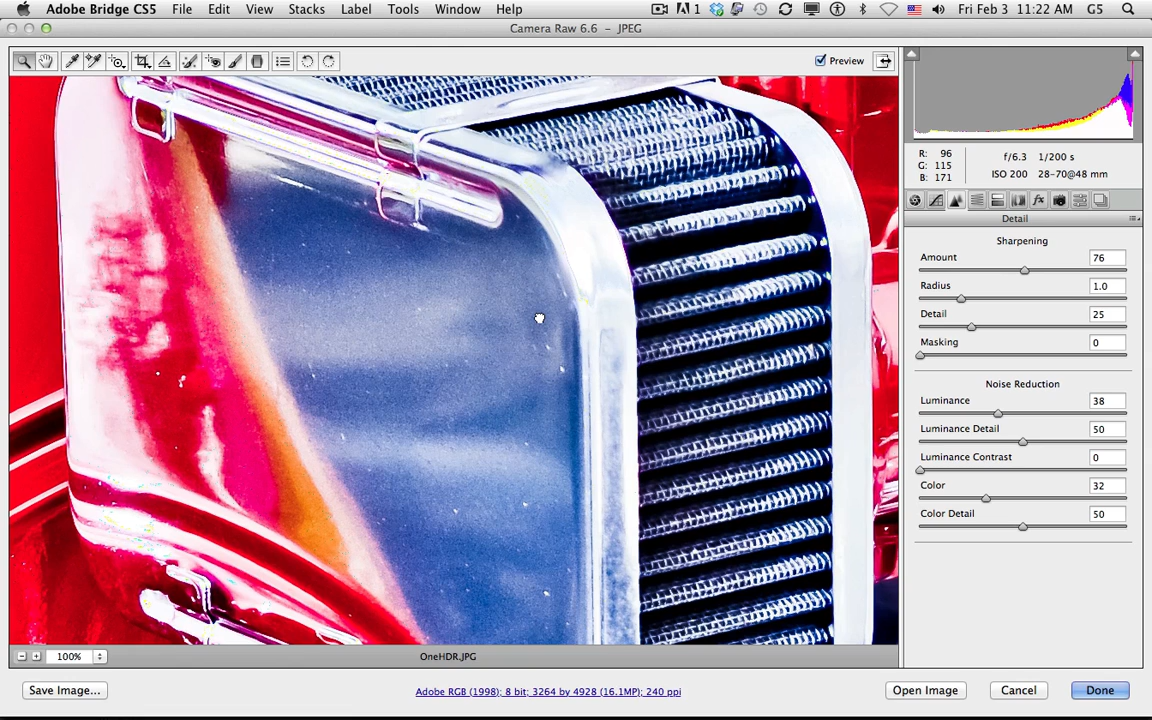 Adobe Bridge CS5 File Edit View Stacks Label Tools Window Help 1 Fri Feb 3 11:22 AM G5
Camera Raw 6.6 - JPEG
Preview
R: 96
G: 115
B: 171
f/6.3 1/200 s
ISO 200 28-70@48 mm
fx
Detail
Sharpening
Amount 76
Radius 1.0
Detail 25
Masking 0
Noise Reduction
Luminance 38
Luminance Detail 50
Luminance Contrast 0
Color 32
Color Detail 50
100% OneHDR.JPG
Save Image... Adobe RGB (1998); 8 bit; 3264 by 4928 (16.1MP); 240 ppi Open Image Cancel Done